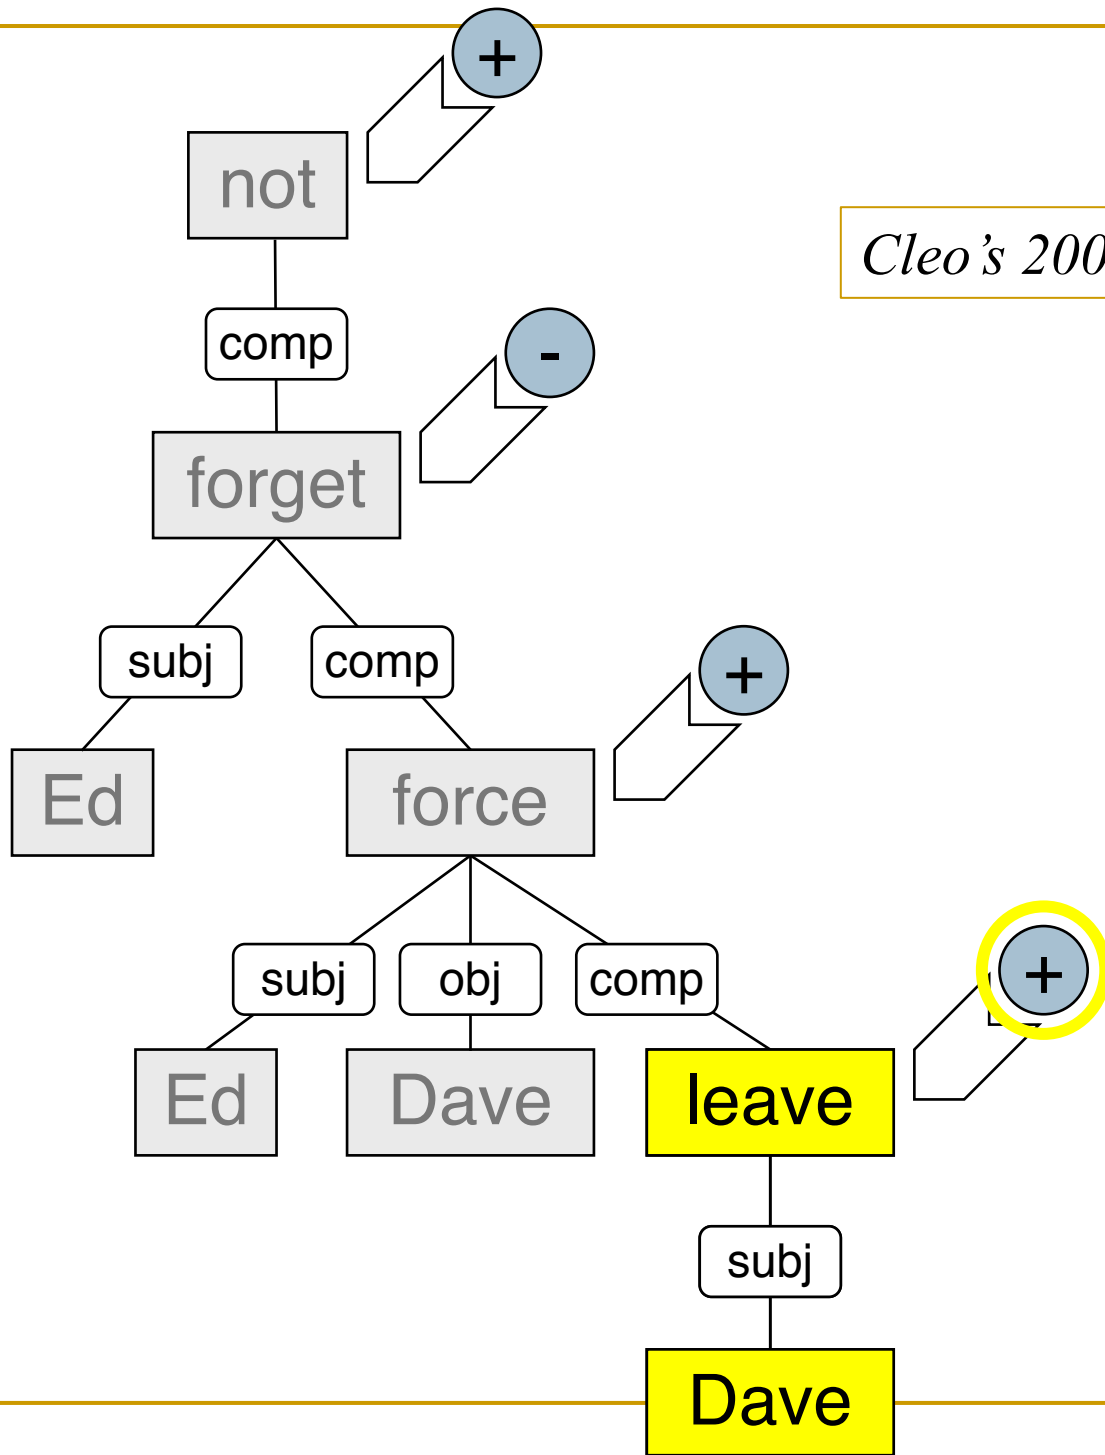 +
not
Cleo's 200
comp
-
forget
subj comp
+
Ed force
subj obj comp
+
Ed Dave leave
subj
Dave